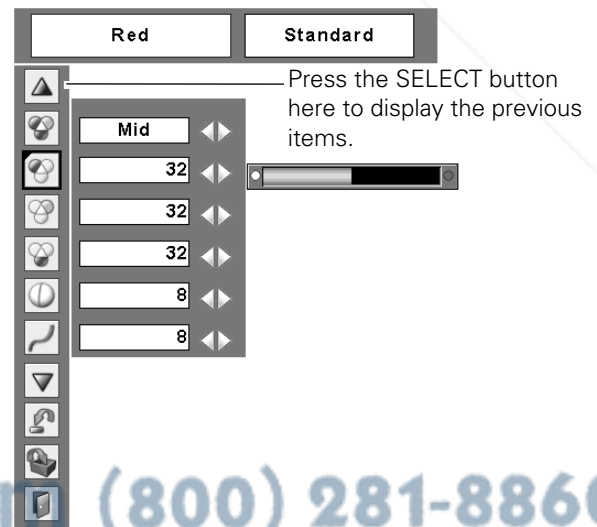 Red Standard
Press the SELECT button
here to display the previous
items.
Mid
32
32
32
8
8
(800) 281-8860